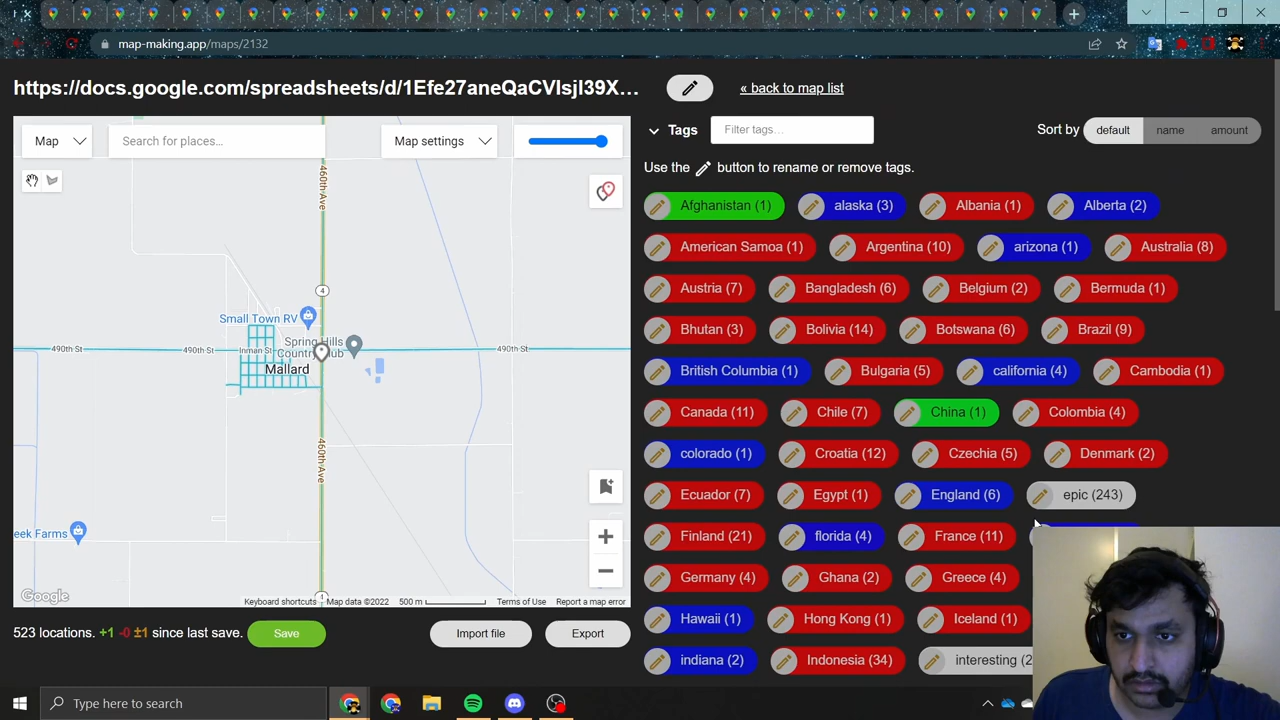 map-making.app/maps/2132
https://docs.google.com/spreadsheets/d/1Efe27aneQaCVIsjI39X...
« back to map list
Map
Search for places...
Map settings
Tags
Filter tags...
Sort by
default
name
amount
Use the button to rename or remove tags.
Afghanistan (1)
alaska (3)
Albania (1)
Alberta (2)
American Samoa (1)
Argentina (10)
arizona (1)
Australia (8)
Austria (7)
Bangladesh (6)
Belgium (2)
Bermuda (1)
Bhutan (3)
Bolivia (14)
Botswana (6)
Brazil (9)
British Columbia (1)
Bulgaria (5)
california (4)
Cambodia (1)
Canada (11)
Chile (7)
China (1)
Colombia (4)
colorado (1)
Croatia (12)
Czechia (5)
Denmark (2)
Ecuador (7)
Egypt (1)
England (6)
epic (243)
Finland (21)
florida (4)
France (11)
Germany (4)
Ghana (2)
Greece (4)
Hawaii (1)
Hong Kong (1)
Iceland (1)
indiana (2)
Indonesia (34)
interesting (2
460th Ave
4
Small Town RV
Spring Hills
Country Club
490th St
490th St
Inman St
490th St
Mallard
460th Ave
eek Farms
4
Google
Keyboard shortcuts
Map data ©2022
500 m
Terms of Use
Report a map error
523 locations. +1 -0 ±1 since last save.
Save
Import file
Export
Type here to search